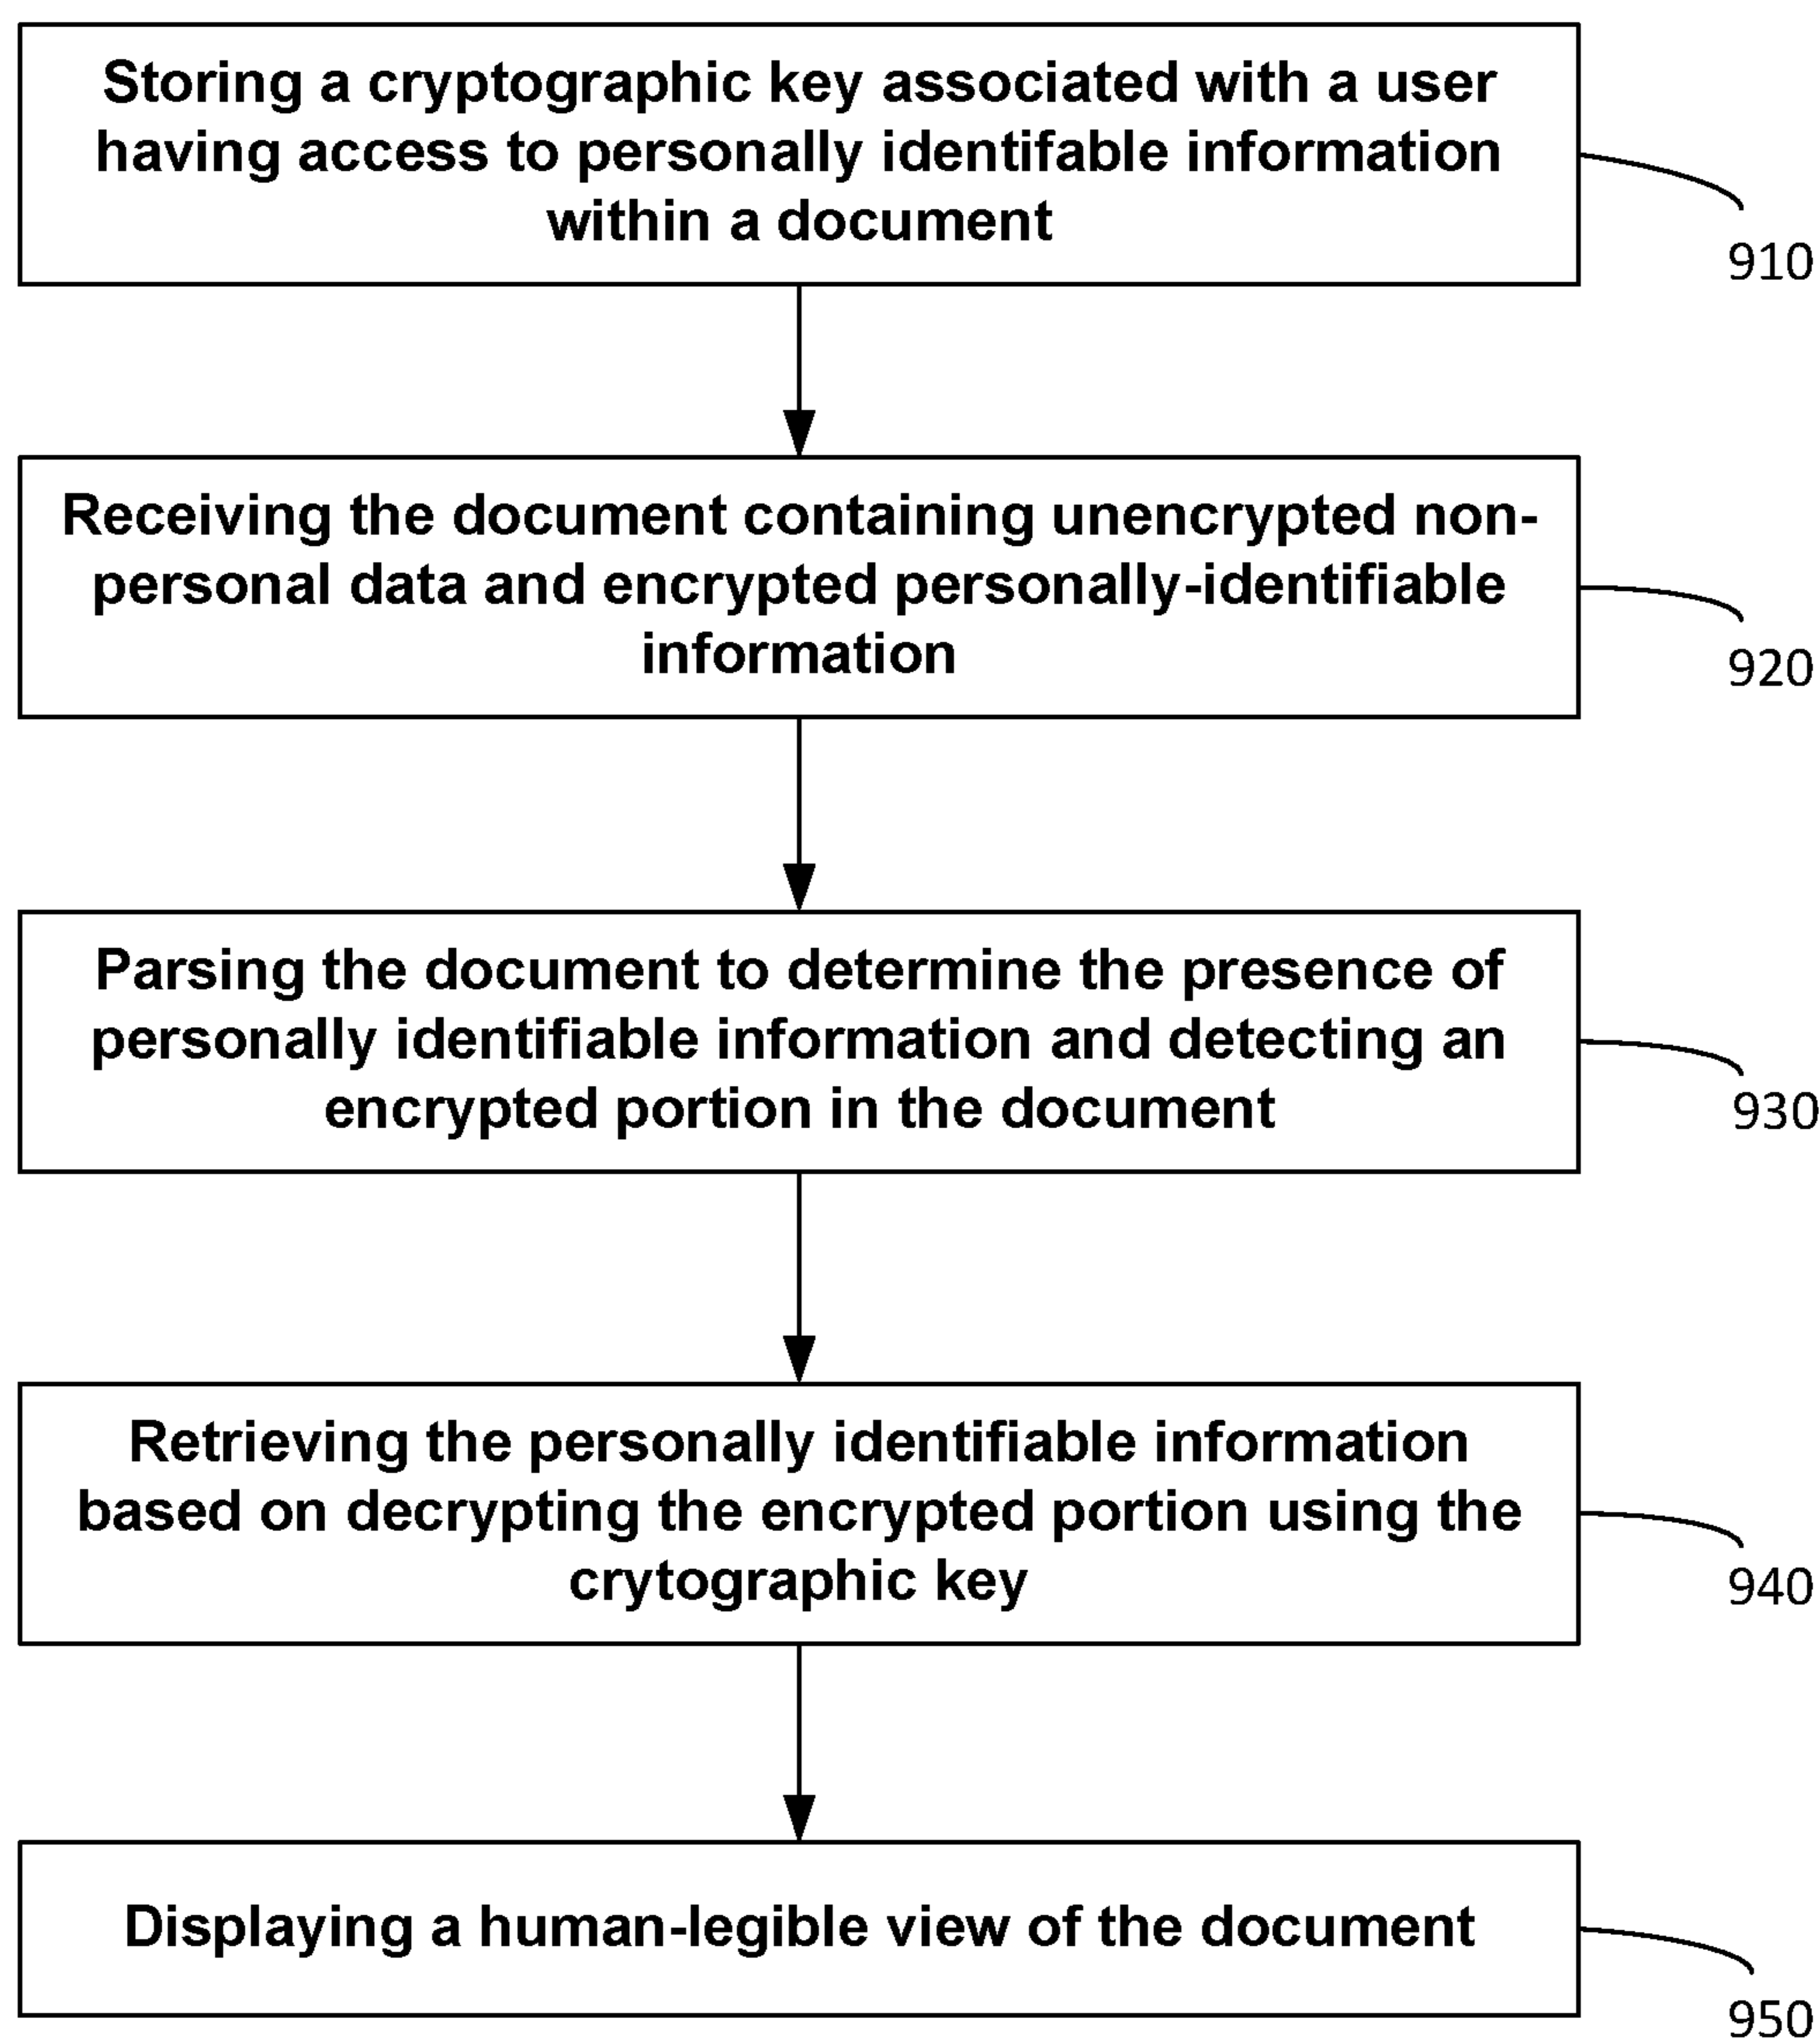 Storing a cryptographic key associated with a user
having access to personally identifable information
within a document
910
Receiving the document containing unencrypted non-
personal data and encrypted personally-identifiable
information
920
Parsing the document to determine the presence of
personally identifiable information and detecting an
encrypted portion in the document
930
Retrieving the personally identifiable information
based on decrypting the encrypted portion using the
crytographic key
940
Displaying a human-legible view of the document
950